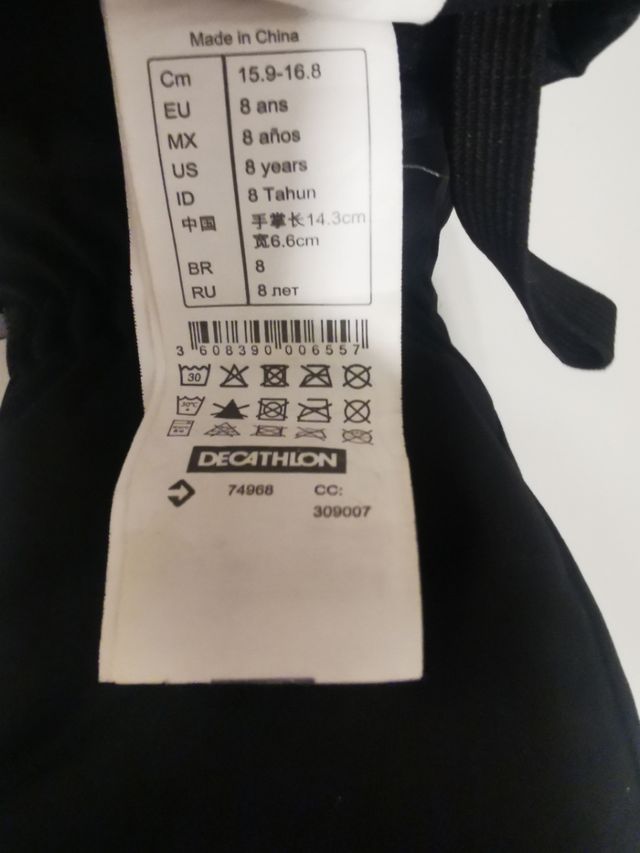 Made in China
Cm 15.9-16.8
EU 8 ans
MX 8 años
US 8 years
ID 8 Tahun
中国 手掌长14.3cm
宽6.6cm
BR 8
RU 8 лет
3 608390 006557
30
30°C
DECATHLON
74968 CC:
309007